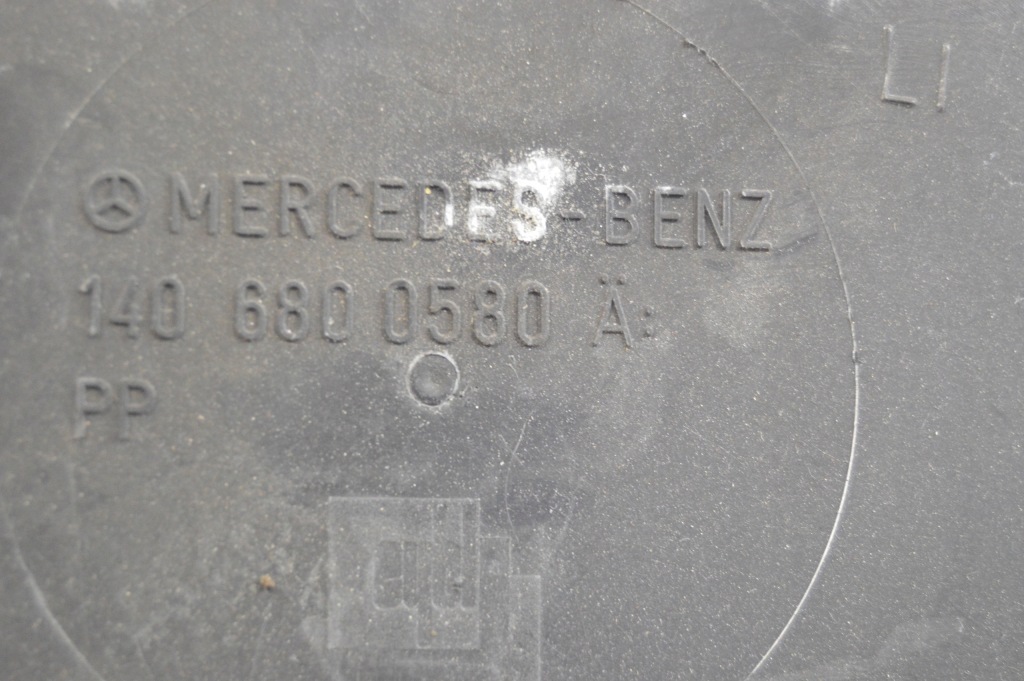 LI
MERCEDES-BENZ
140 680 0580 Ä:
PP